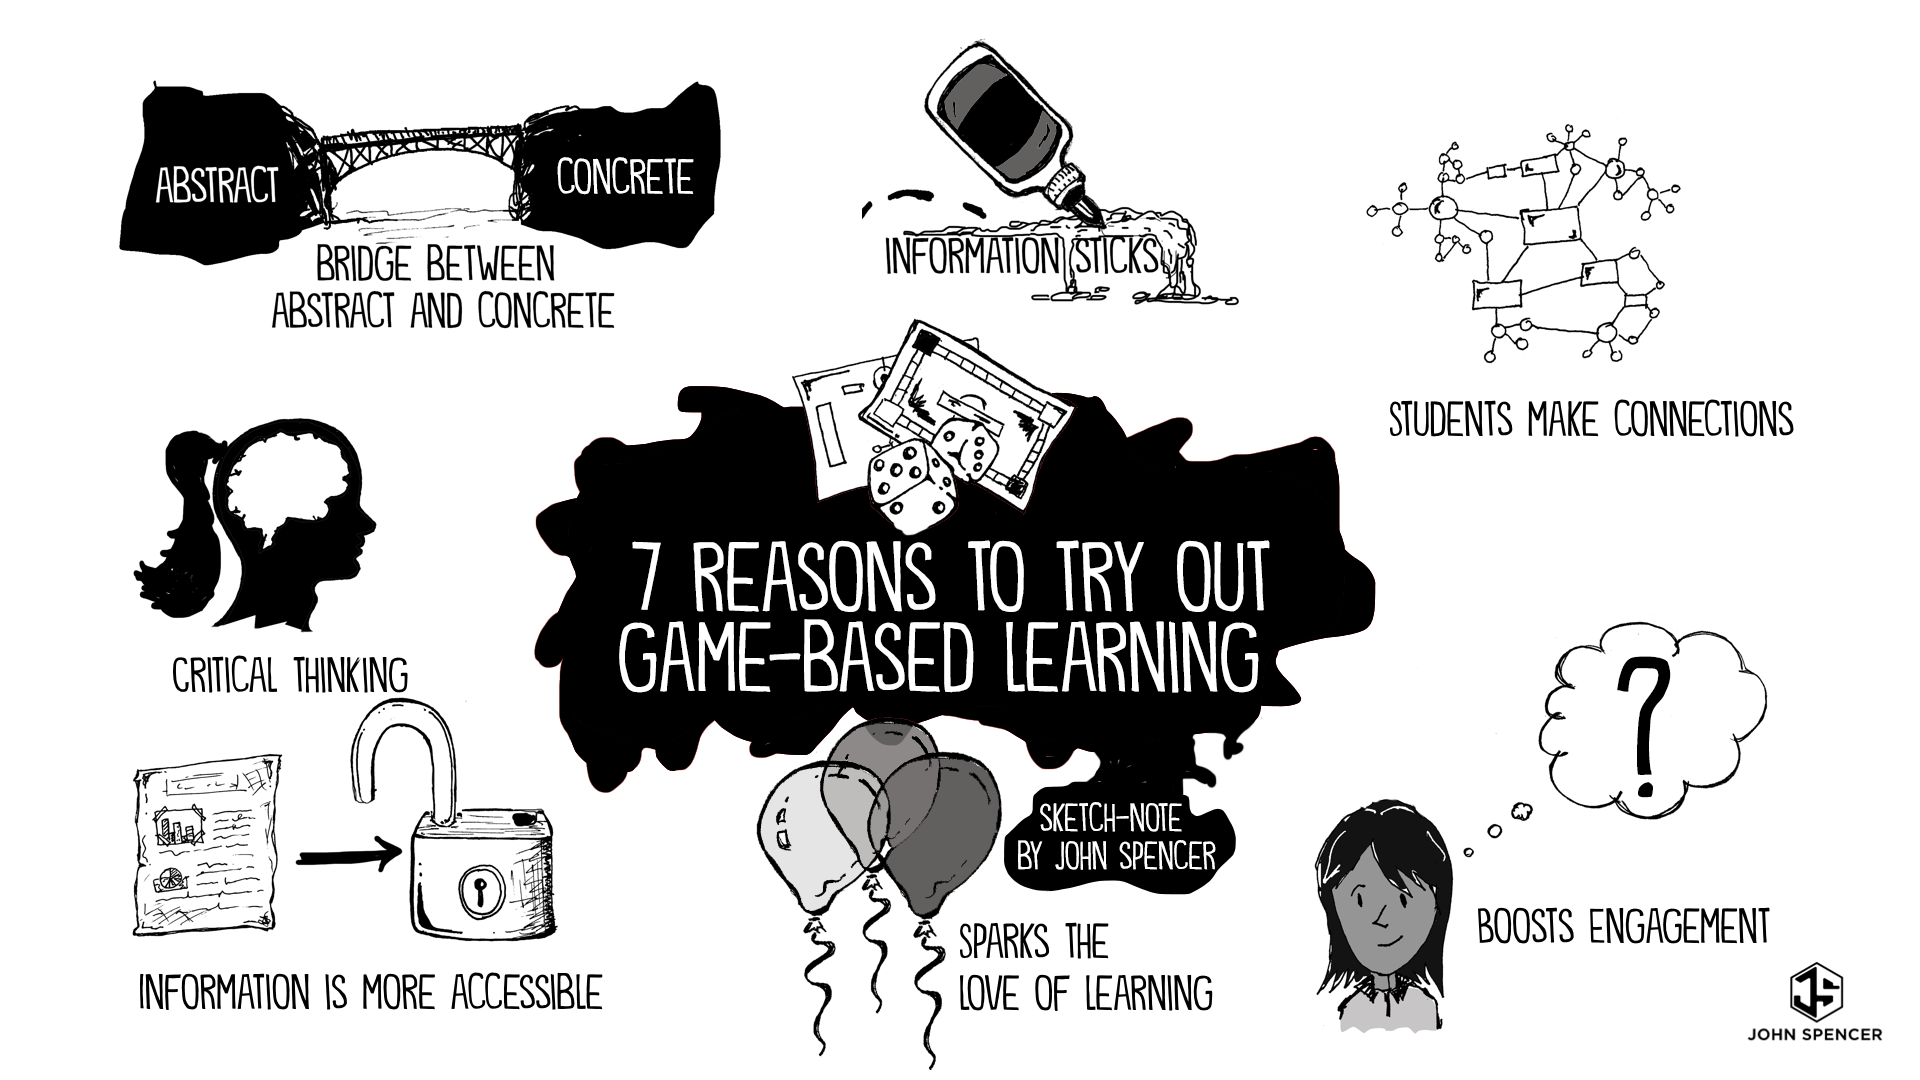 ABSTRACT
CONCRETE
BRIDGE BETWEEN
ABSTRACT AND CONCRETE
INFORMATION STICKS
STUDENTS MAKE CONNECTIONS
CRITICAL THINKING
7 REASONS TO TRY OUT
GAME-BASED LEARNING
SKETCH-NOTE
BY JOHN SPENCER
INFORMATION IS MORE ACCESSIBLE
SPARKS THE
LOVE OF LEARNING
?
BOOSTS ENGAGEMENT
JS
JOHN SPENCER